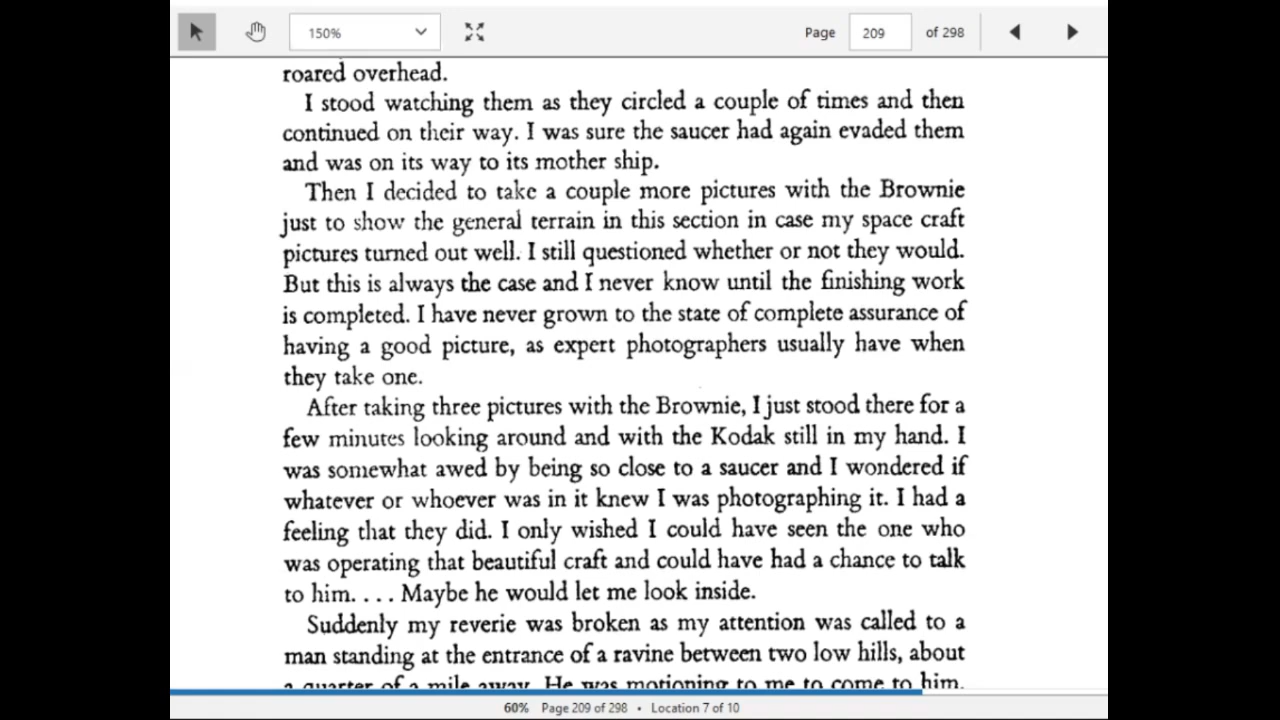 150%
Page 209 of 298
roared overhead.
I stood watching them as they circled a couple of times and then
continued on their way. I was sure the saucer had again evaded them
and was on its way to its mother ship.
Then I decided to take a couple more pictures with the Brownie
just to show the general terrain in this section in case my space craft
pictures turned out well. I still questioned whether or not they would.
But this is always the case and I never know until the finishing work
is completed. I have never grown to the state of complete assurance of
having a good picture, as expert photographers usually have when
they take one.
After taking three pictures with the Brownie, I just stood there for a
few minutes looking around and with the Kodak still in my hand. I
was somewhat awed by being so close to a saucer and I wondered if
whatever or whoever was in it knew I was photographing it. I had a
feeling that they did. I only wished I could have seen the one who
was operating that beautiful craft and could have had a chance to talk
to him. . . . Maybe he would let me look inside.
Suddenly my reverie was broken as my attention was called to a
man standing at the entrance of a ravine between two low hills, about
a quarter of a mile away. He was motioning to me to come to him.
60% Page 209 of 298 • Location 7 of 10